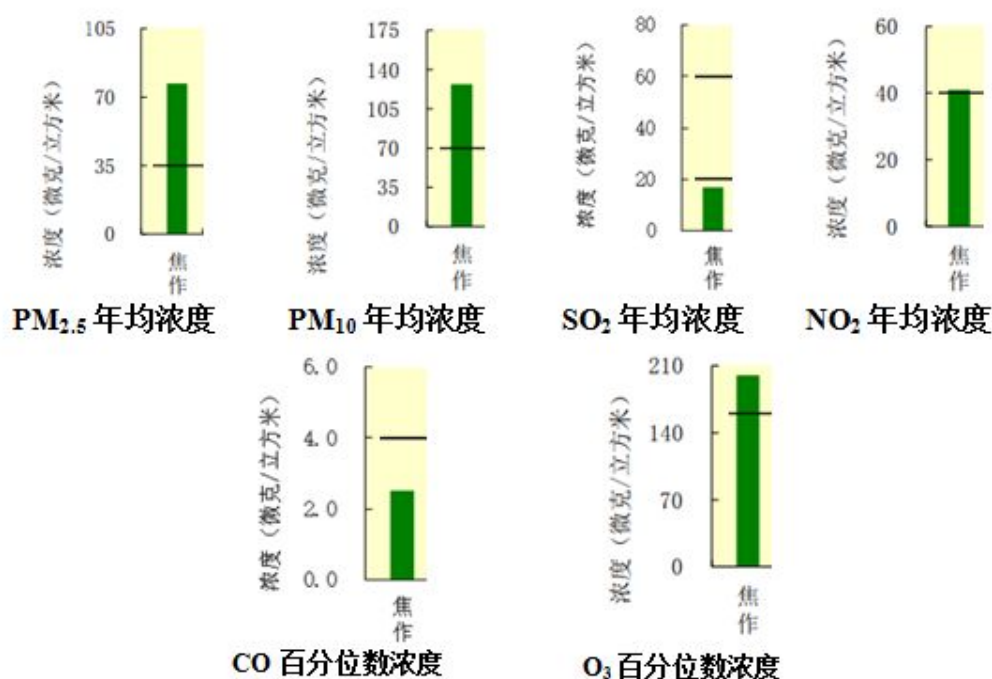 105
70
35
0
浓度（微克/立方米）
焦作
PM2.5 年均浓度
175
140
105
70
35
0
浓度（微克/立方米）
焦作
PM10 年均浓度
80
60
40
20
0
浓度（微克/立方米）
焦作
SO2 年均浓度
60
40
20
0
浓度（微克/立方米）
焦作
NO2 年均浓度
6.0
4.0
2.0
0.0
浓度（微克/立方米）
焦作
CO 百分位数浓度
210
140
70
0
浓度（微克/立方米）
焦作
O3 百分位数浓度